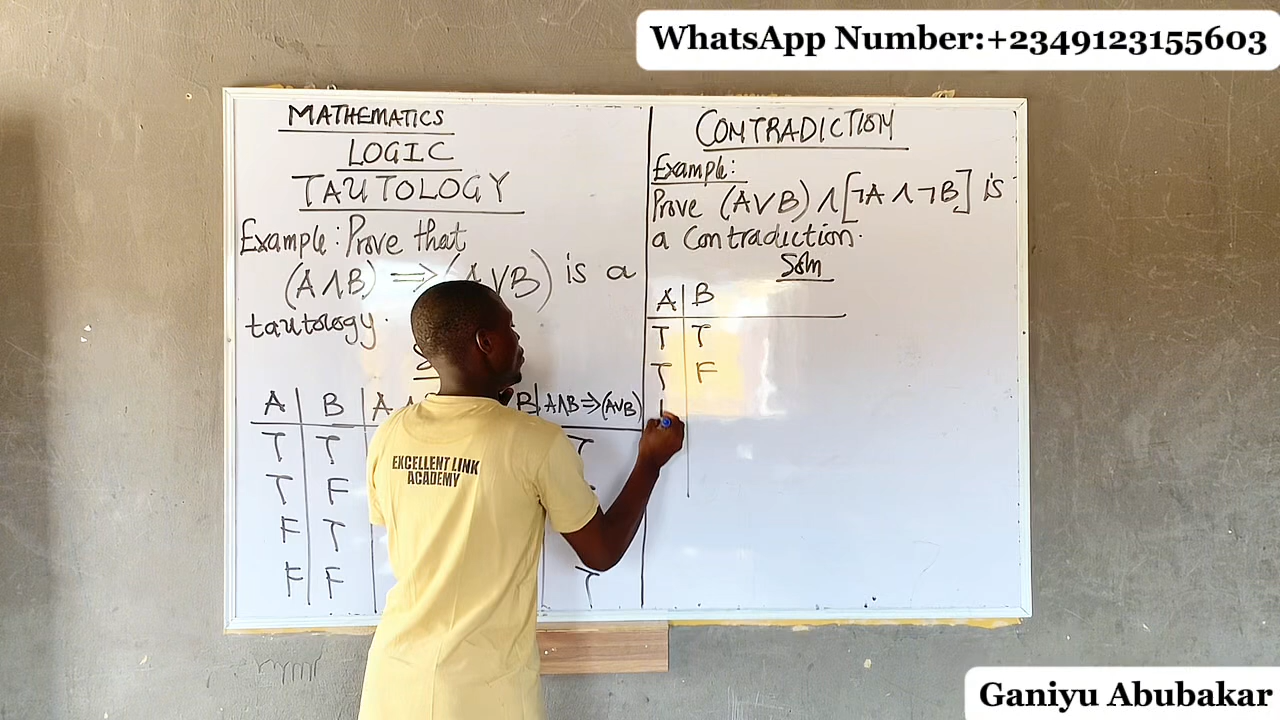 WhatsApp Number:+2349123155603
MATHEMATICS
LOGIC
TAUTOLOGY
Example: Prove that
(A∧B) ⇒ (A∨B) is a
tautology.
A B A B A∧B⇒(A∨B)
T T T
T F
F T
F F T
CONTRADICTION
Example:
Prove (A∨B) ∧ [¬A ∧ ¬B] is
a Contradiction.
Soln
A B
T T
T F
EXCELLENT LINK
ACADEMY
Ganiyu Abubakar